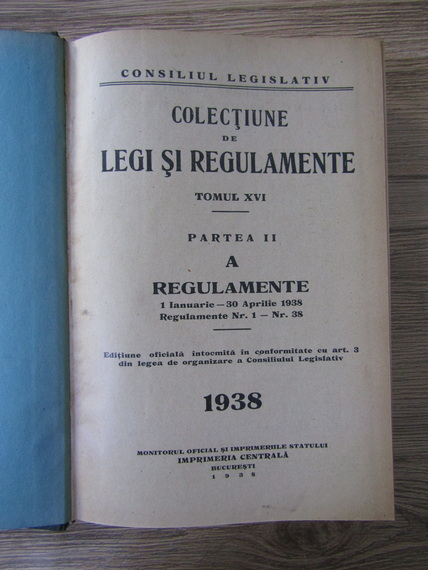 CONSILIUL LEGISLATIV
COLECŢIUNE
DE
LEGI ŞI REGULAMENTE
TOMUL XVI
PARTEA II
A
REGULAMENTE
1 Ianuarie — 30 Aprilie 1938
Regulamente Nr. 1 — Nr. 38
Ediţiune oficială întocmită in conformitate cu art. 3
din legea de organizare a Consiliului Legislativ
1938
MONITORUL OFICIAL ŞI IMPRIMERIILE STATULUI
IMPRIMERIA CENTRALĂ
BUCUREŞTI
1938